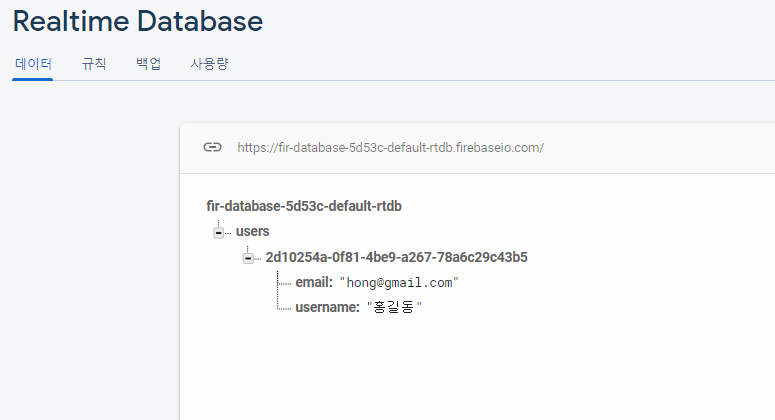 Realtime Database
데이터 규칙 백업 사용량
https://fir-database-5d53c-default-rtdb.firebaseio.com/
fir-database-5d53c-default-rtdb
users
2d10254a-0f81-4be9-a267-78a6c29c43b5
email: "hong@gmail.com"
username: "홍길동"